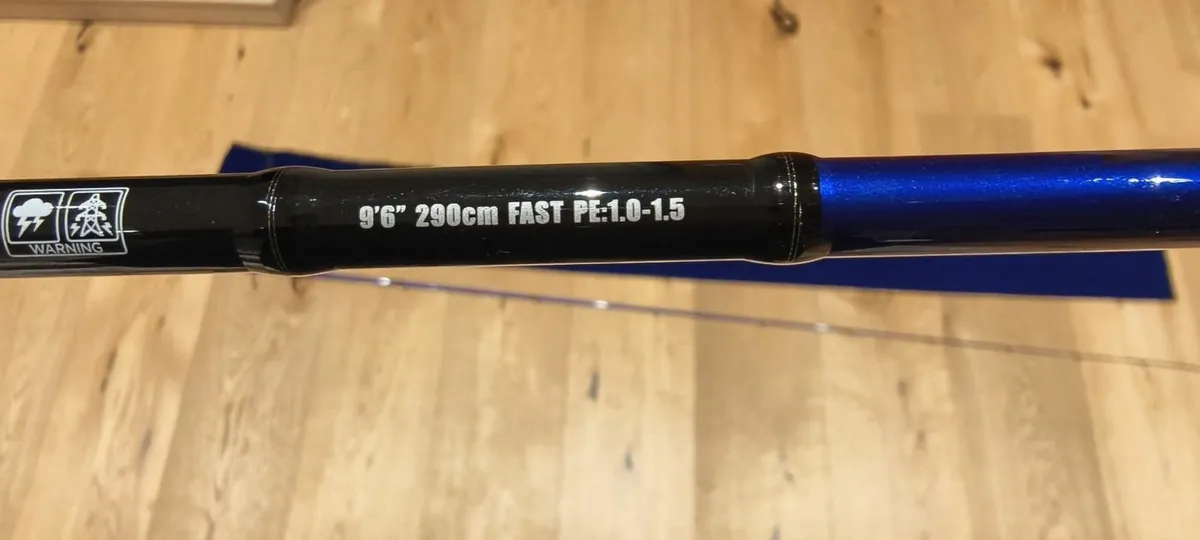 WARNING
9'6" 290cm FAST PE:1.0-1.5